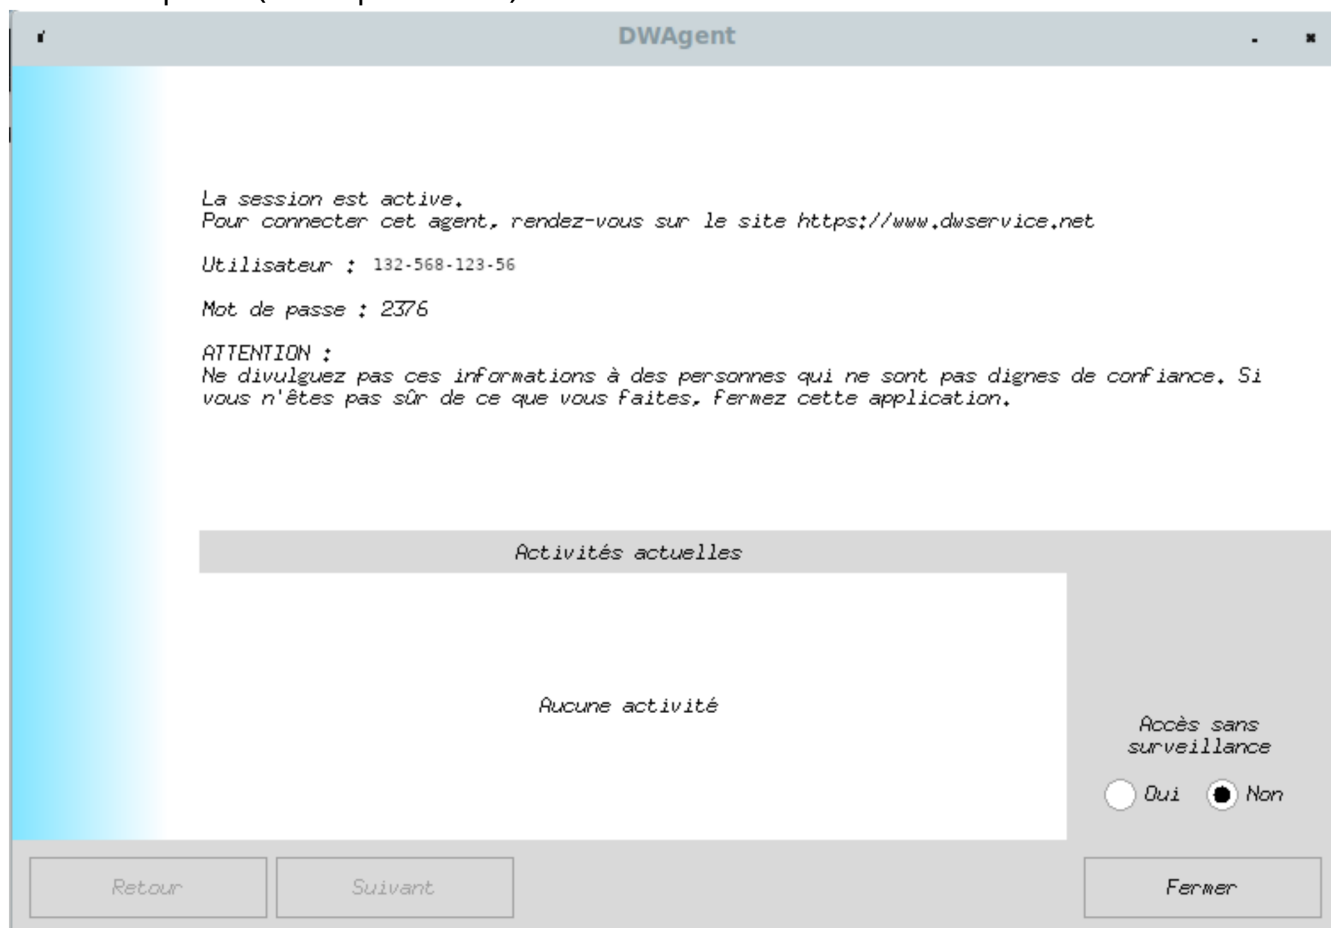 DWAgent
La session est active.
Pour connecter cet agent, rendez-vous sur le site https://www.dwservice.net
Utilisateur : 132-568-123-56
Mot de passe : 2376
ATTENTION :
Ne divulguez pas ces informations à des personnes qui ne sont pas dignes de confiance. Si
vous n'êtes pas sûr de ce que vous faites, fermez cette application.
Activités actuelles
Aucune activité
Accès sans
surveillance
Oui Non
Retour Suivant Fermer